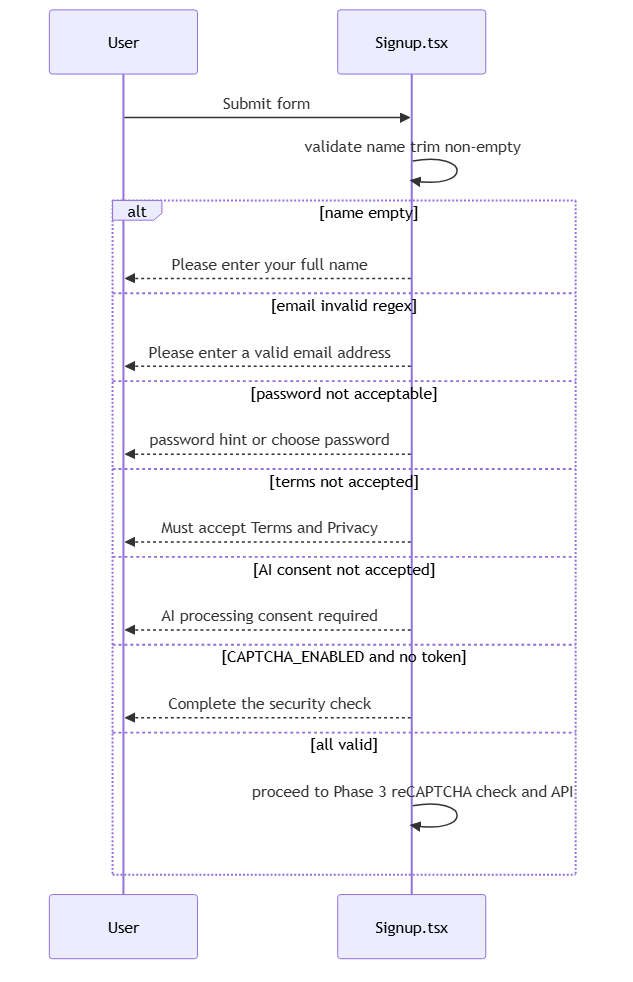 User
Signup.tsx
Submit form
validate name trim non-empty
alt
[name empty]
Please enter your full name
[email invalid regex]
Please enter a valid email address
[password not acceptable]
password hint or choose password
[terms not accepted]
Must accept Terms and Privacy
[AI consent not accepted]
AI processing consent required
[CAPTCHA_ENABLED and no token]
Complete the security check
[all valid]
proceed to Phase 3 reCAPTCHA check and API
User
Signup.tsx